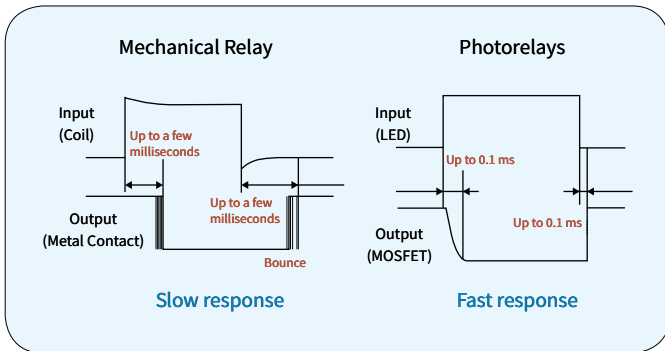 Mechanical Relay
Input
(Coil)
Up to a few
milliseconds
Up to a few
milliseconds
Output
(Metal Contact)
Bounce
Slow response
Photorelays
Input
(LED)
Up to 0.1 ms
Up to 0.1 ms
Output
(MOSFET)
Fast response